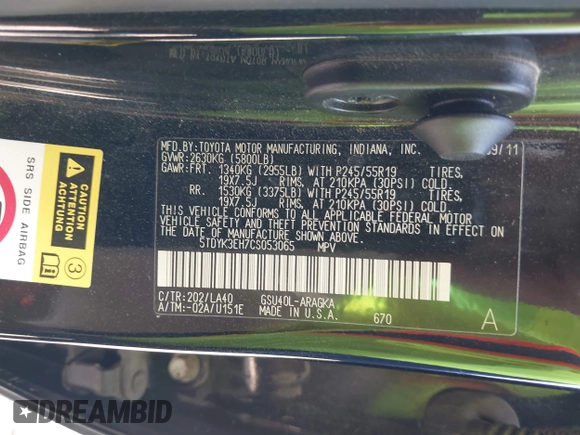 MFD.BY:TOYOTA MOTOR MANUFACTURING, INDIANA, INC. 9/11
GVWR:2630KG (5800LB)
GAWR:FRT. 1340KG (2955LB) WITH P245/55R19 TIRES,
19X7.5J RIMS, AT 210KPA (30PSI) COLD
RR. 1530KG (3375LB) WITH P245/55R19 TIRES,
19X7.5J RIMS, AT 210KPA (30PSI) COLD
THIS VEHICLE CONFORMS TO ALL APPLICABLE FEDERAL MOTOR
VEHICLE SAFETY AND THEFT PREVENTION STANDARDS IN EFFECT
ON THE DATE OF MANUFACTURE SHOWN ABOVE.
5TDYK3EH7CS053065 MPV
C/TR:202/LA40 GSU40L-ARAGKA
A/TM:-02A/U151E MADE IN U.S.A. 670 A
SRS SIDE AIRBAG
3
DREAMBID